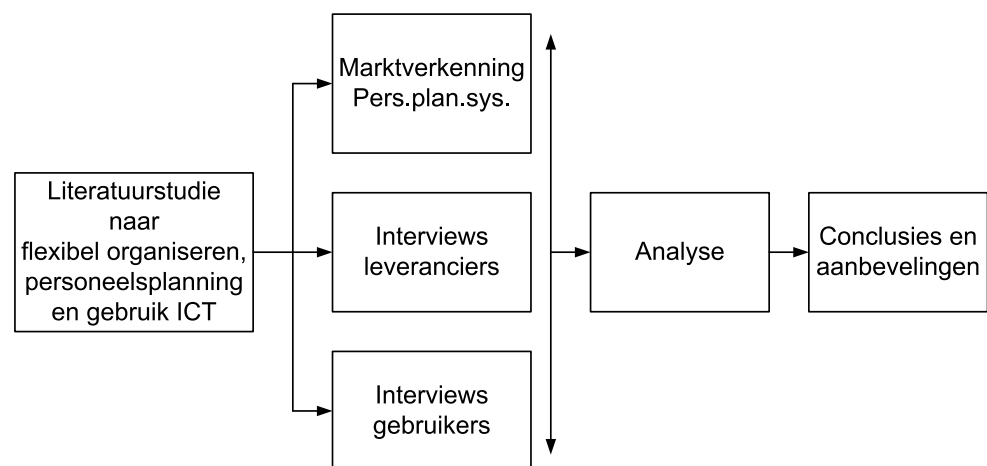 Literatuurstudie
naar
flexibel organiseren,
personeelsplanning
en gebruik ICT
Marktverkenning
Pers.plan.sys.
Interviews
leveranciers
Interviews
gebruikers
Analyse
Conclusies en
aanbevelingen